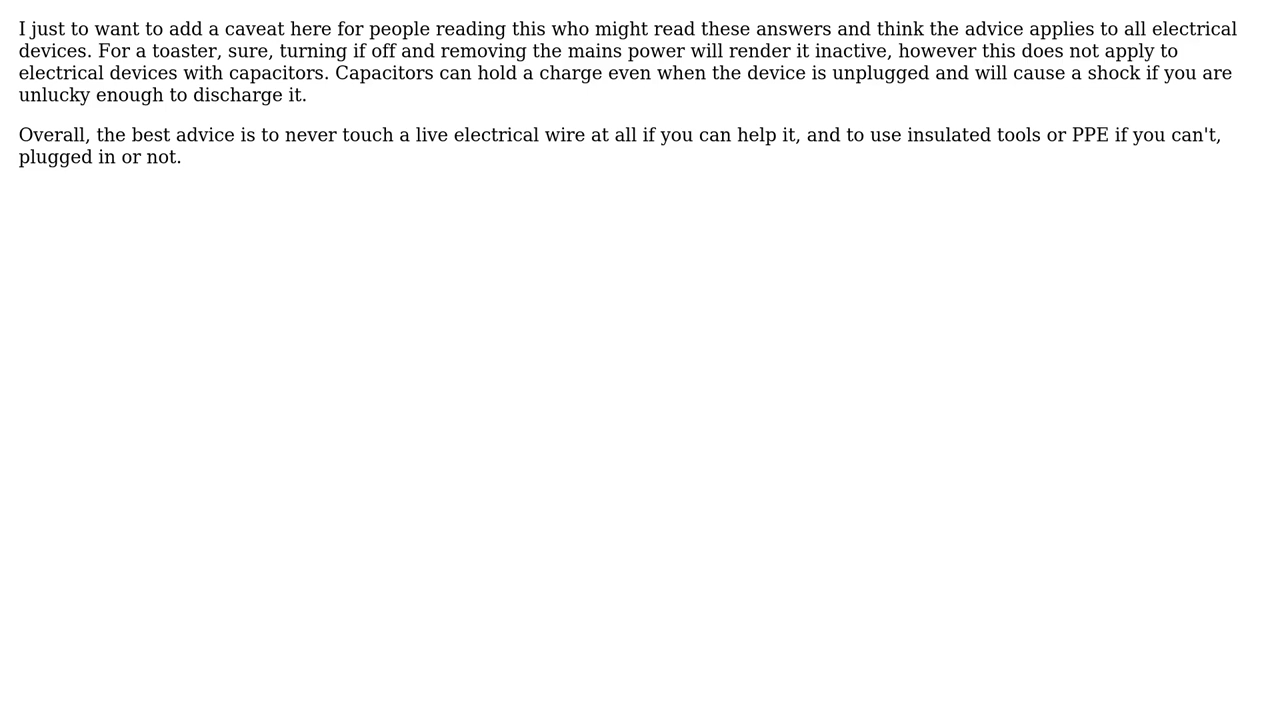 I just to want to add a caveat here for people reading this who might read these answers and think the advice applies to all electrical
devices. For a toaster, sure, turning if off and removing the mains power will render it inactive, however this does not apply to
electrical devices with capacitors. Capacitors can hold a charge even when the device is unplugged and will cause a shock if you are
unlucky enough to discharge it.
Overall, the best advice is to never touch a live electrical wire at all if you can help it, and to use insulated tools or PPE if you can't,
plugged in or not.